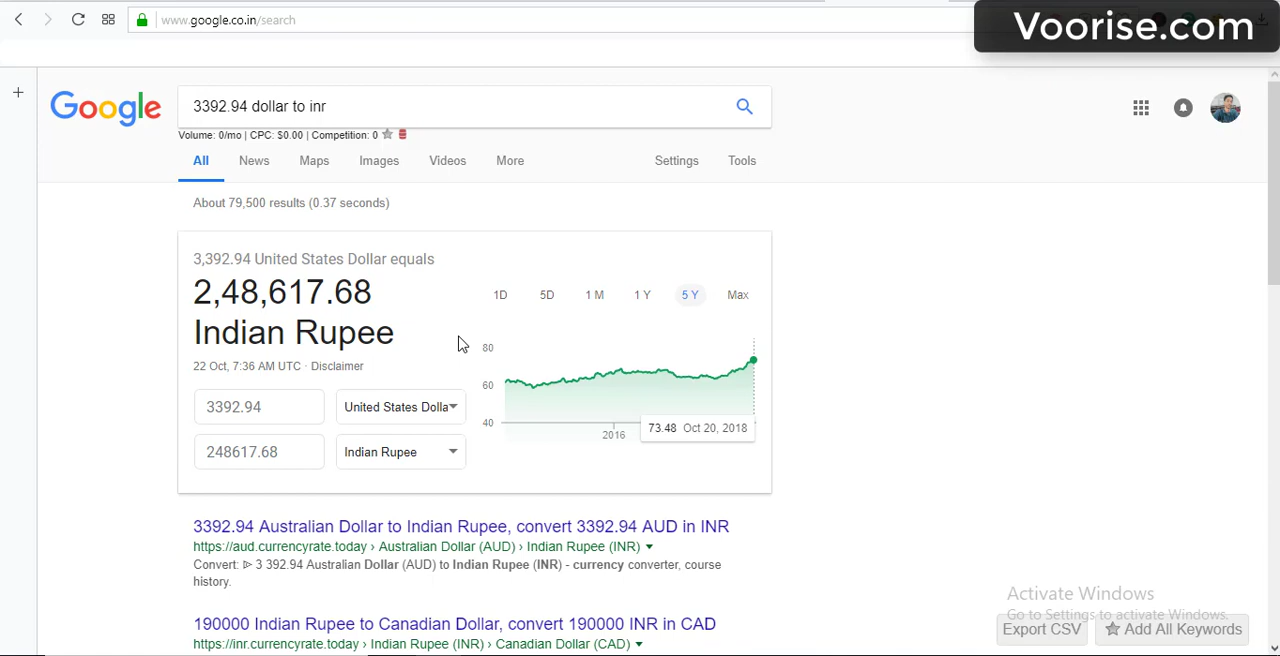 www.google.co.in/search
Voorise.com
Google
3392.94 dollar to inr
Volume: 0/mo | CPC: $0.00 | Competition: 0
All News Maps Images Videos More Settings Tools
About 79,500 results (0.37 seconds)
3,392.94 United States Dollar equals
2,48,617.68
Indian Rupee
22 Oct, 7:36 AM UTC · Disclaimer
1D 5D 1 M 1 Y 5 Y Max
80
60
40
2016
73.48 Oct 20, 2018
3392.94 United States Dolla
248617.68 Indian Rupee
3392.94 Australian Dollar to Indian Rupee, convert 3392.94 AUD in INR
https://aud.currencyrate.today › Australian Dollar (AUD) › Indian Rupee (INR)
Convert: ᐈ 3 392.94 Australian Dollar (AUD) to Indian Rupee (INR) - currency converter, course
history.
190000 Indian Rupee to Canadian Dollar, convert 190000 INR in CAD
https://inr.currencyrate.today › Indian Rupee (INR) › Canadian Dollar (CAD)
Activate Windows
Go to Settings to activate Windows.
Export CSV Add All Keywords